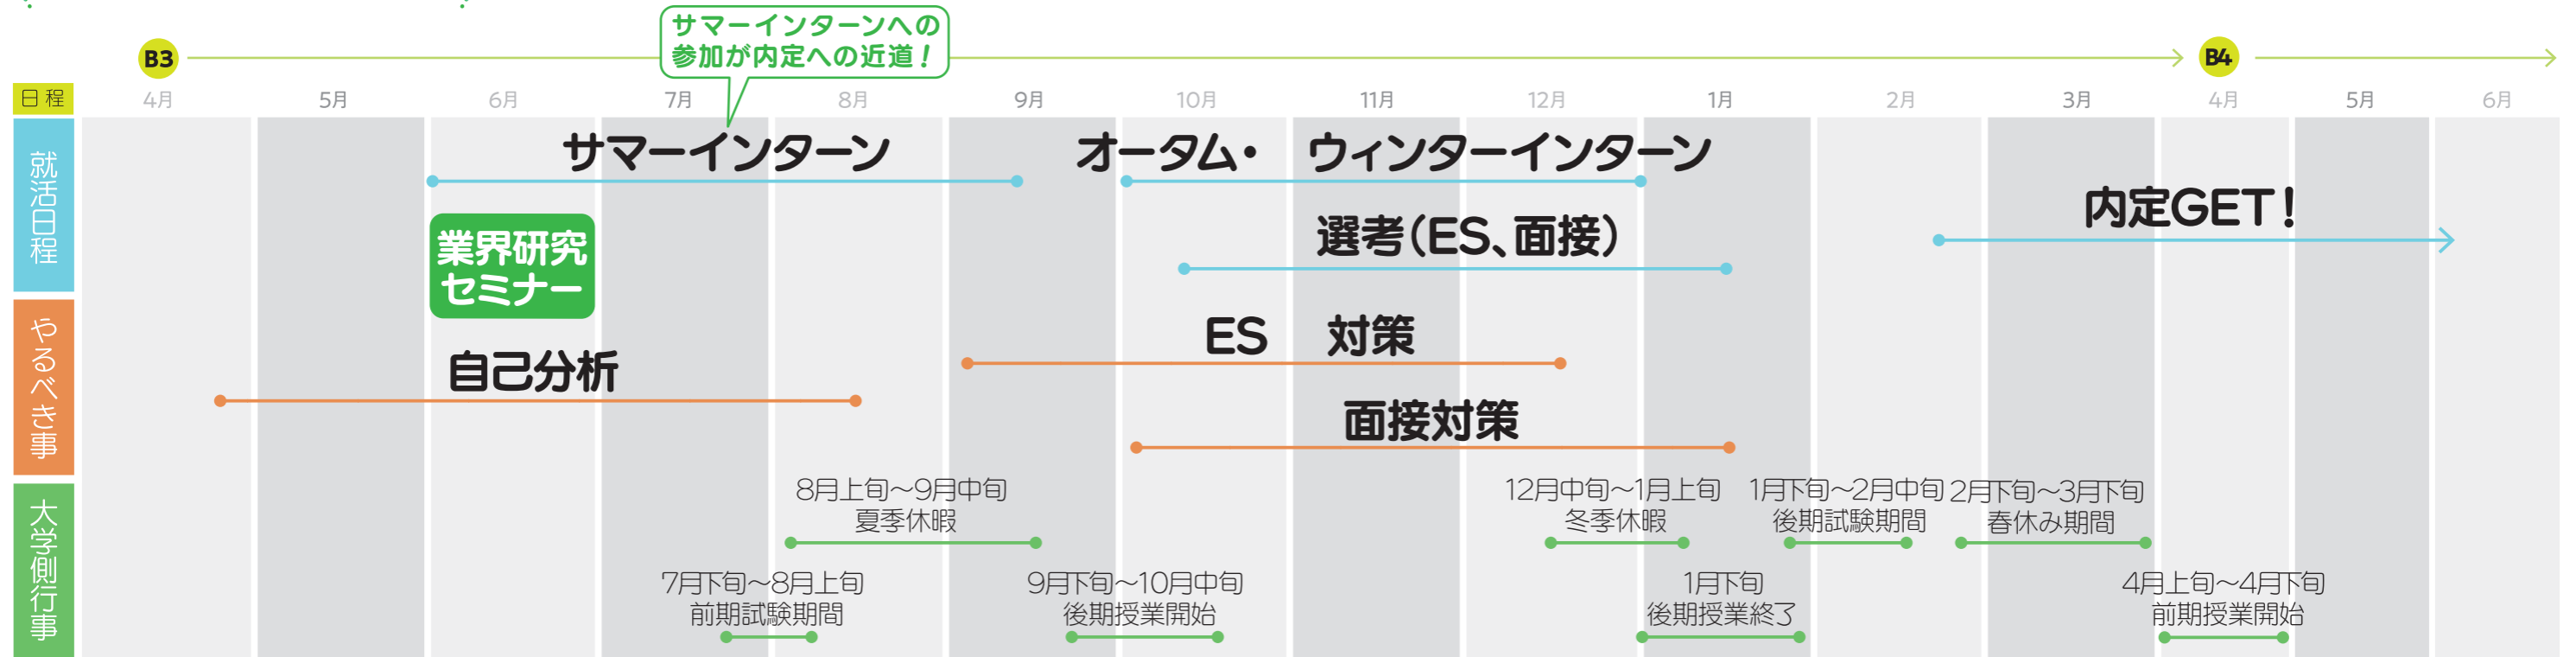 サマーインターンへの
参加が内定への近道！
B3
B4
日程
4月 5月 6月 7月 8月 9月 10月 11月 12月 1月 2月 3月 4月 5月 6月
就活日程
サマーインターン
オータム・ ウィンターインターン
業界研究
セミナー
選考（ES、面接）
内定GET！
やるべき事
自己分析
ES 対策
面接対策
大学側行事
8月上旬～9月中旬
夏季休暇
12月中旬～1月上旬
冬季休暇
1月下旬～2月中旬
後期試験期間
2月下旬～3月下旬
春休み期間
7月下旬～8月上旬
前期試験期間
9月下旬～10月中旬
後期授業開始
1月下旬
後期授業終了
4月上旬～4月下旬
前期授業開始